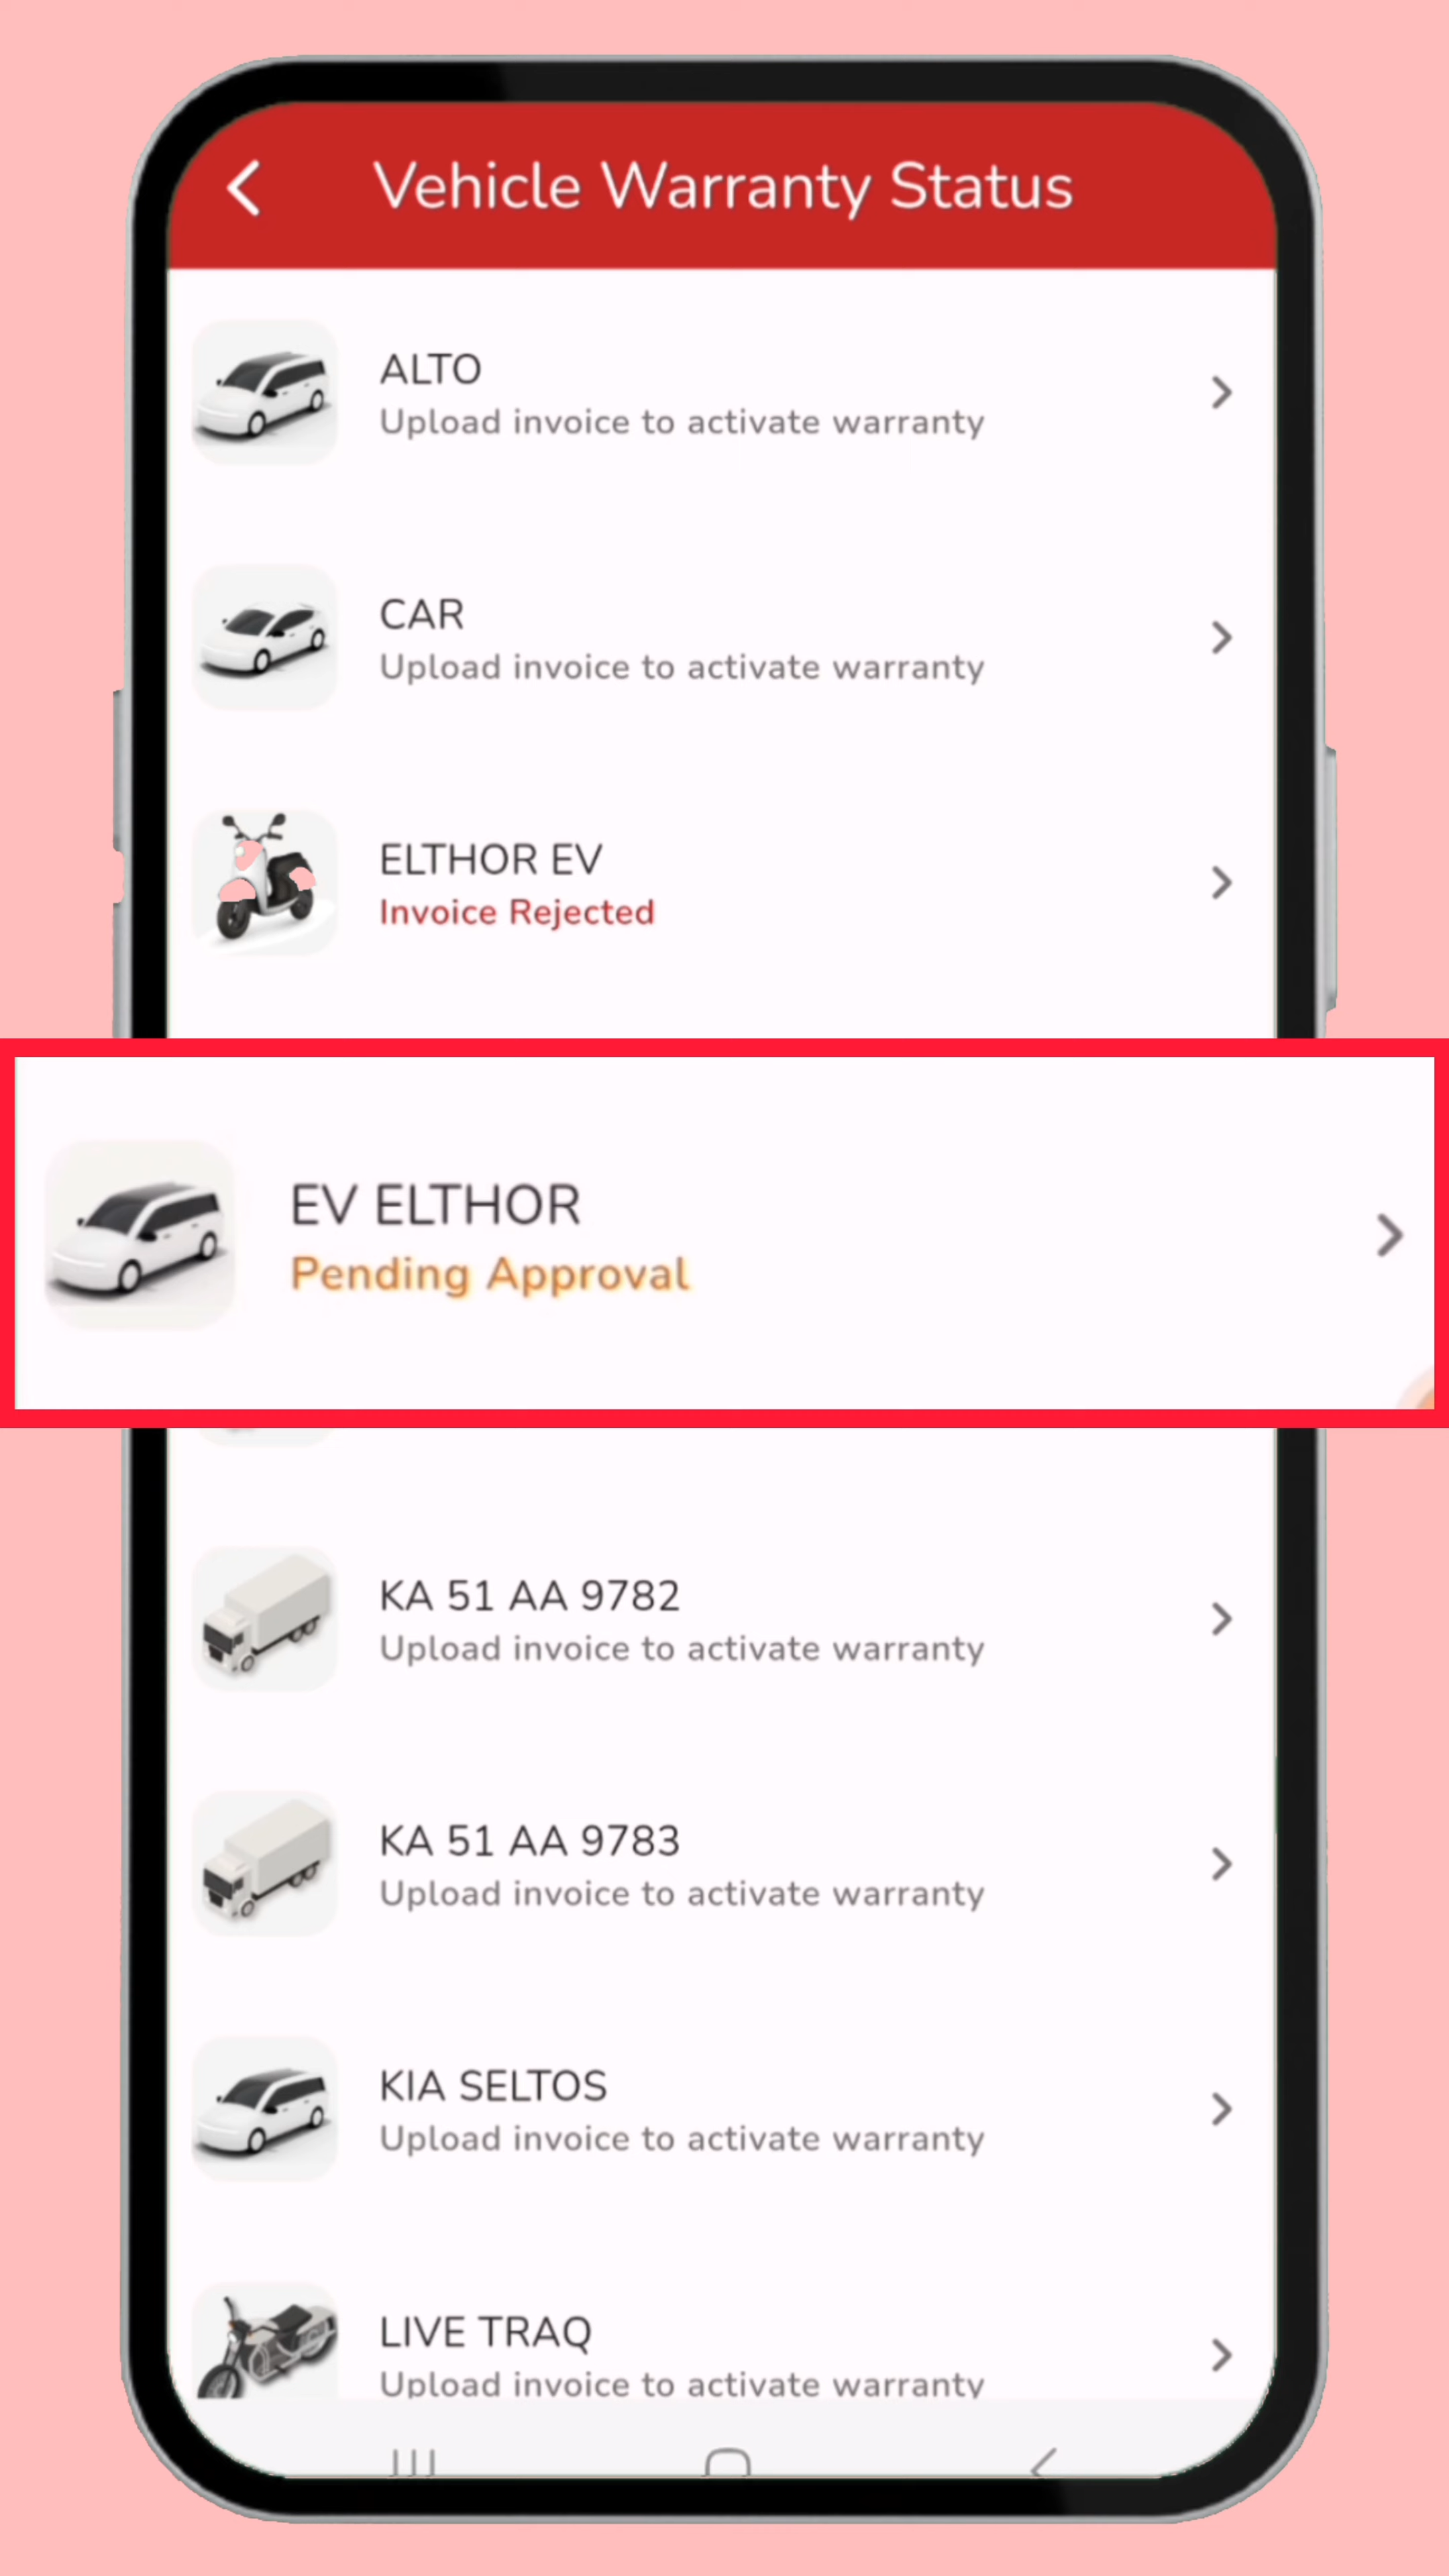 Vehicle Warranty Status
ALTO
Upload invoice to activate warranty
CAR
Upload invoice to activate warranty
ELTHOR EV
Invoice Rejected
EV ELTHOR
Pending Approval
KA 51 AA 9782
Upload invoice to activate warranty
KA 51 AA 9783
Upload invoice to activate warranty
KIA SELTOS
Upload invoice to activate warranty
LIVE TRAQ
Upload invoice to activate warranty